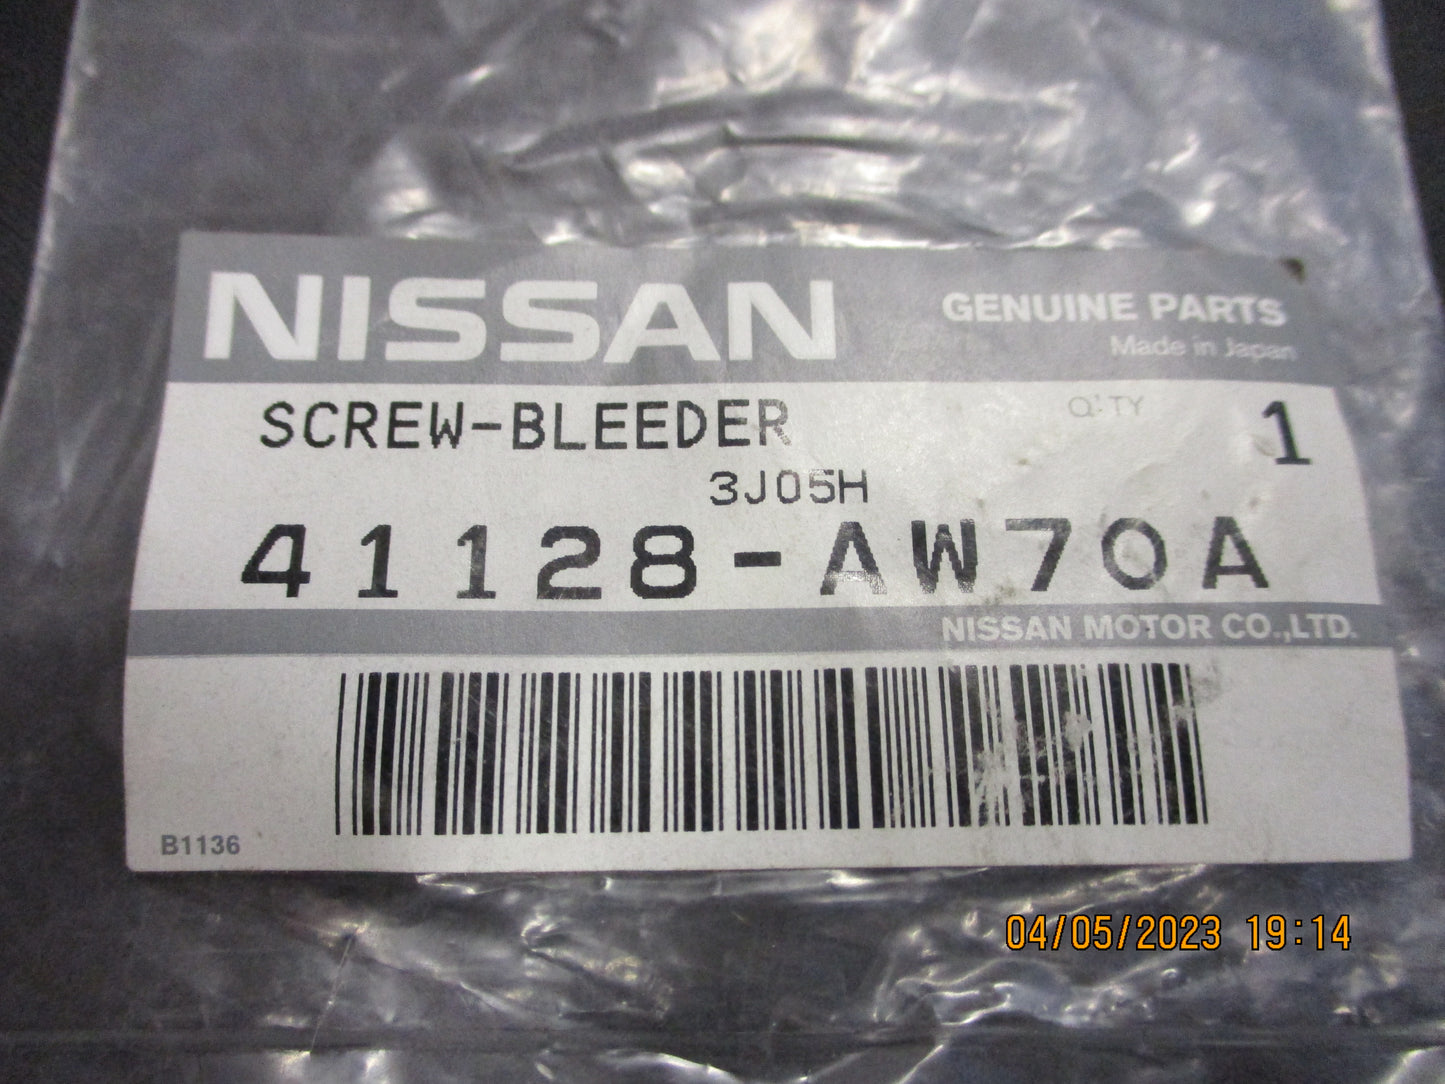 NISSAN GENUINE PARTS
Made in Japan
SCREW-BLEEDER Q'TY 1
3J05H
41128-AW70A
NISSAN MOTOR CO.,LTD.
B1136
04/05/2023 19:14